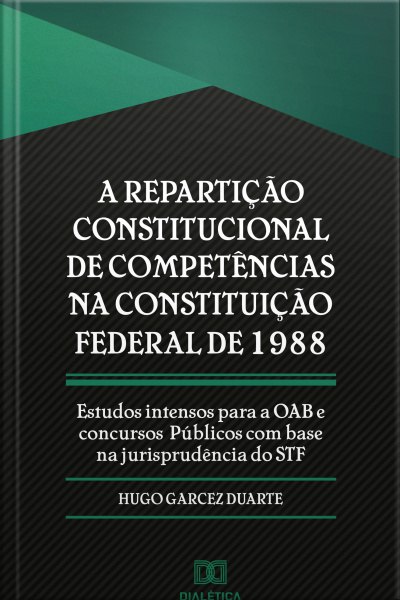 A REPARTIÇÃO
CONSTITUCIONAL
DE COMPETÊNCIAS
NA CONSTITUIÇÃO
FEDERAL DE 1988
Estudos intensos para a OAB e
concursos Públicos com base
na jurisprudência do STF
HUGO GARCEZ DUARTE
DIALÉTICA